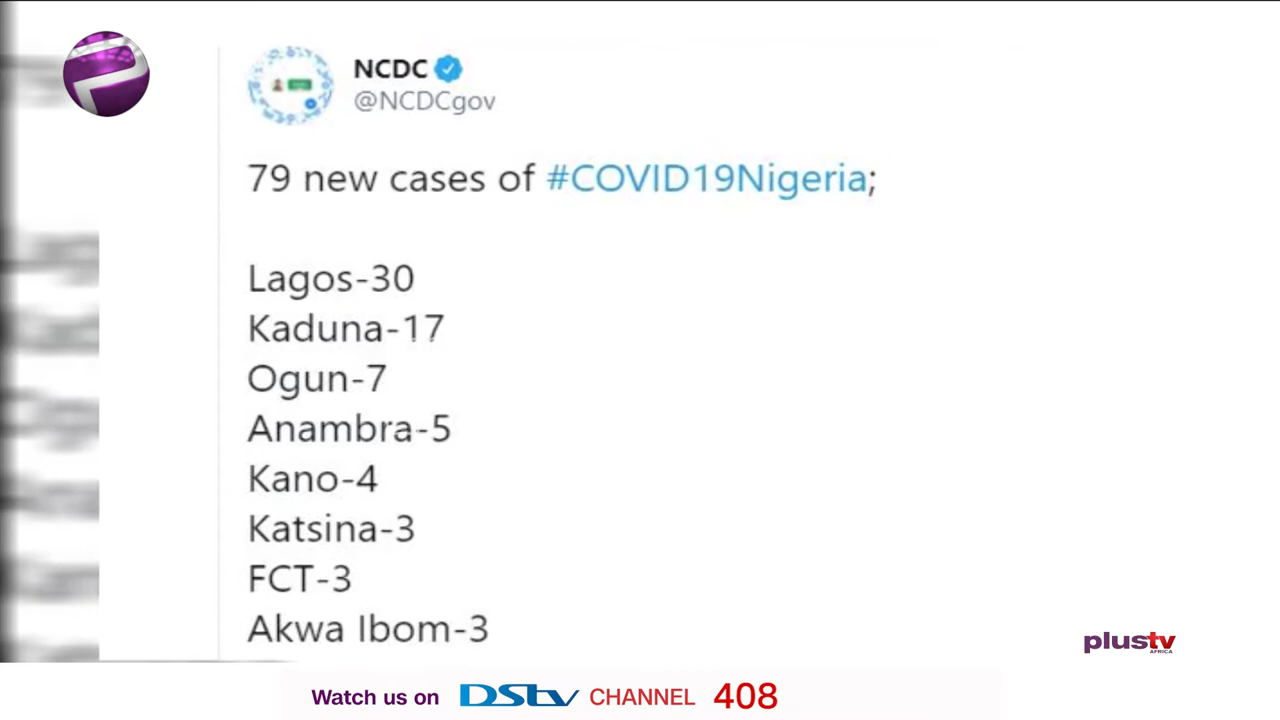 NCDC
@NCDCgov
79 new cases of #COVID19Nigeria;
Lagos-30
Kaduna-17
Ogun-7
Anambra-5
Kano-4
Katsina-3
FCT-3
Akwa Ibom-3
plustv
AFRICA
Watch us on DStv CHANNEL 408